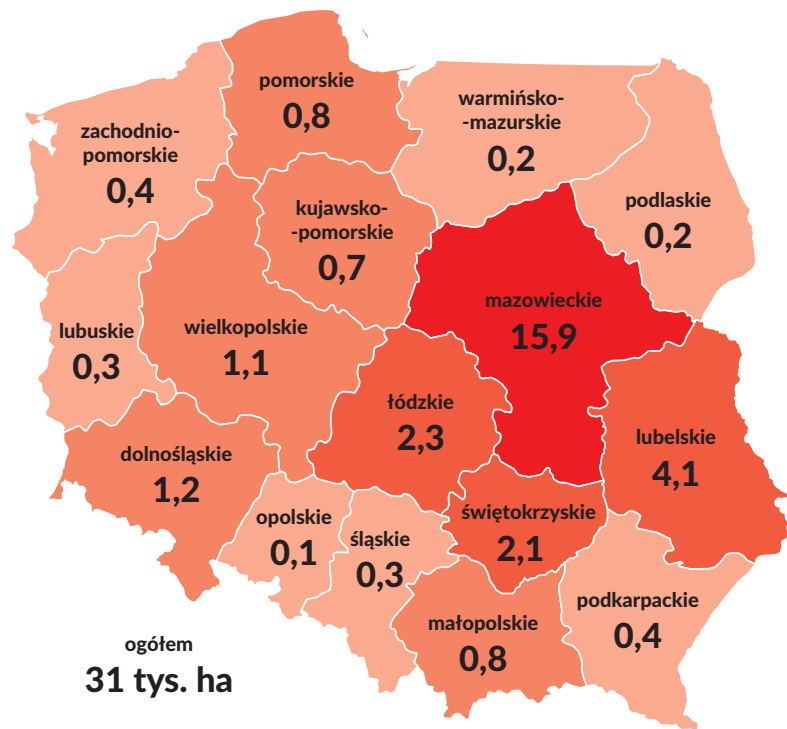 pomorskie
0,8
warmińsko-
-mazurskie
0,2
zachodnio-
pomorskie
0,4
podlaskie
0,2
kujawsko-
-pomorskie
0,7
mazowieckie
15,9
lubuskie
0,3
wielkopolskie
1,1
łódzkie
2,3
lubelskie
4,1
dolnośląskie
1,2
opolskie
0,1
śląskie
0,3
świętokrzyskie
2,1
małopolskie
0,8
podkarpackie
0,4
ogółem
31 tys. ha